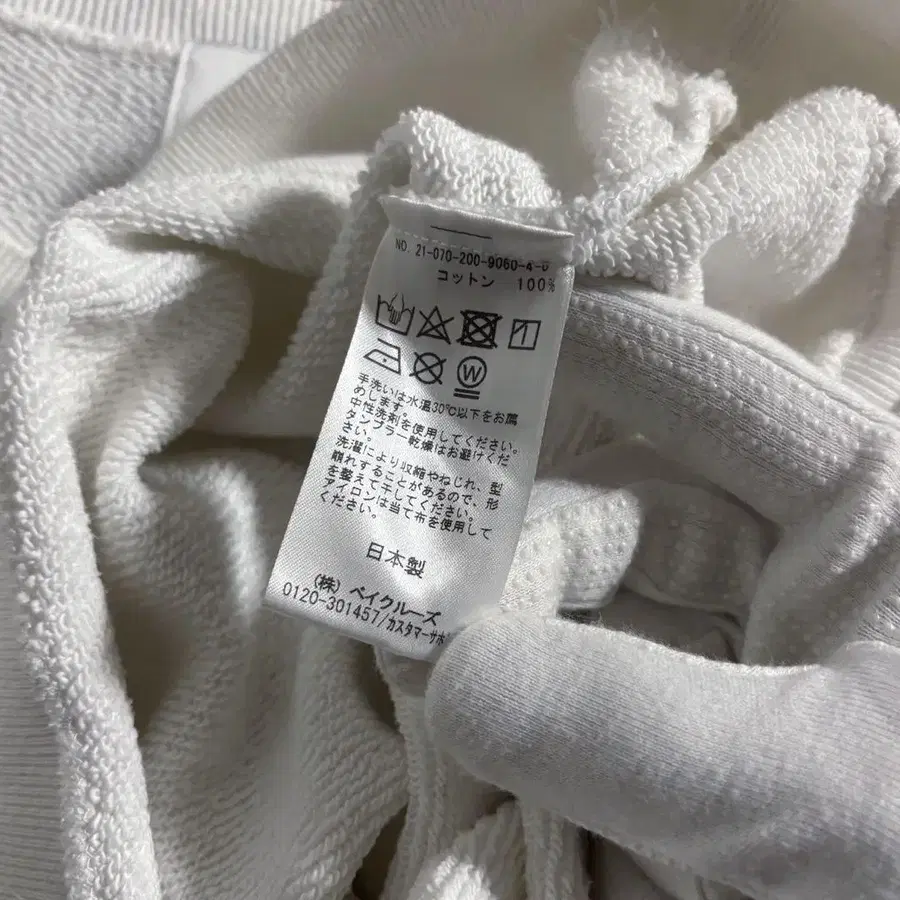 NO. 21-070-200-9060-4-0
コットン 100%
手洗いは水温30℃以下をお薦
めします。
中性洗剤を使用してください。
タンブラー乾燥はお避けくだ
さい。
洗濯により収縮やねじれ、型
崩れすることがあるので、形
を整えて干してください。
アイロンは当て布を使用して
ください。
日本製
(株) ベイクルーズ
0120-301457/カスタマーサポ